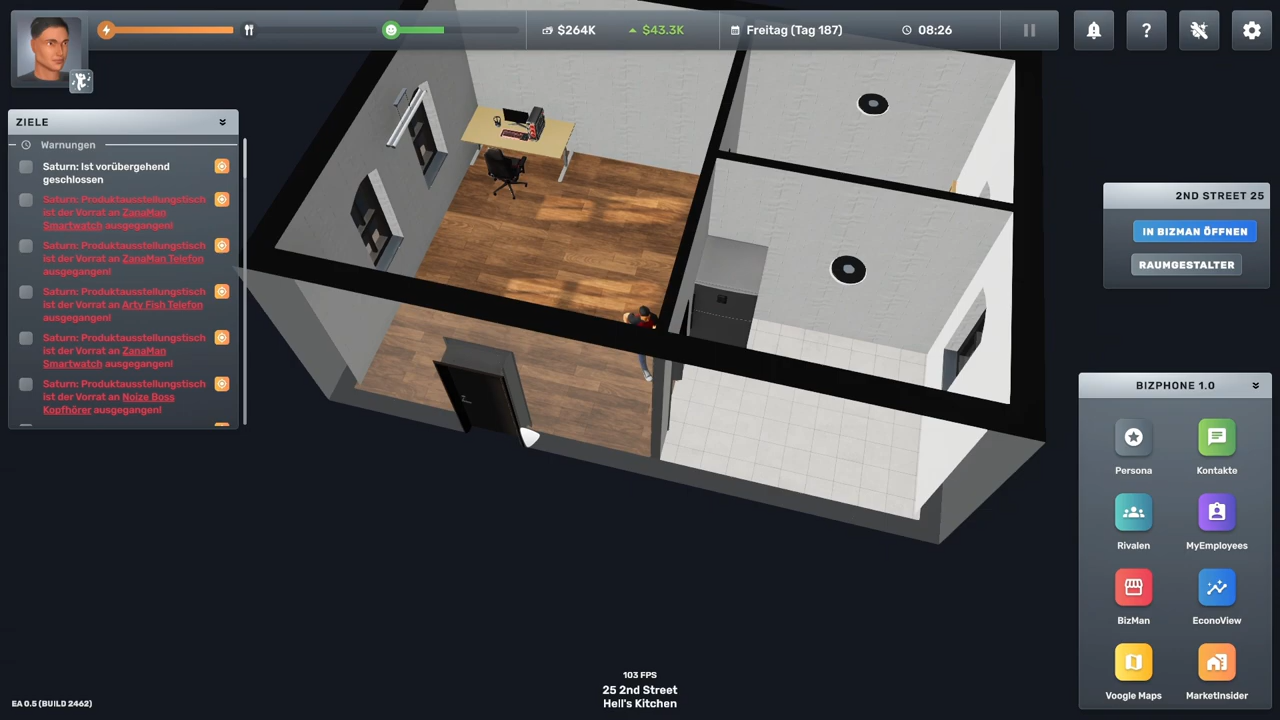 $264K
$43.3K
Freitag (Tag 187)
08:26
?
ZIELE
Warnungen
Saturn: Ist vorübergehend
geschlossen
Saturn: Produktausstellungstisch
ist der Vorrat an ZanaMan
Smartwatch ausgegangen!
Saturn: Produktausstellungstisch
ist der Vorrat an ZanaMan
Telefon ausgegangen!
Saturn: Produktausstellungstisch
ist der Vorrat an Arty Fish Telefon
ausgegangen!
Saturn: Produktausstellungstisch
ist der Vorrat an ZanaMan
Smartwatch ausgegangen!
Saturn: Produktausstellungstisch
ist der Vorrat an Noize Boss
Kopfhörer ausgegangen!
2ND STREET 25
IN BIZMAN ÖFFNEN
RAUMGESTALTER
BIZPHONE 1.0
Persona
Kontakte
Rivalen
MyEmployees
BizMan
EconoView
Voogle Maps
MarketInsider
103 FPS
25 2nd Street
Hell's Kitchen
EA 0.5 (BUILD 2462)